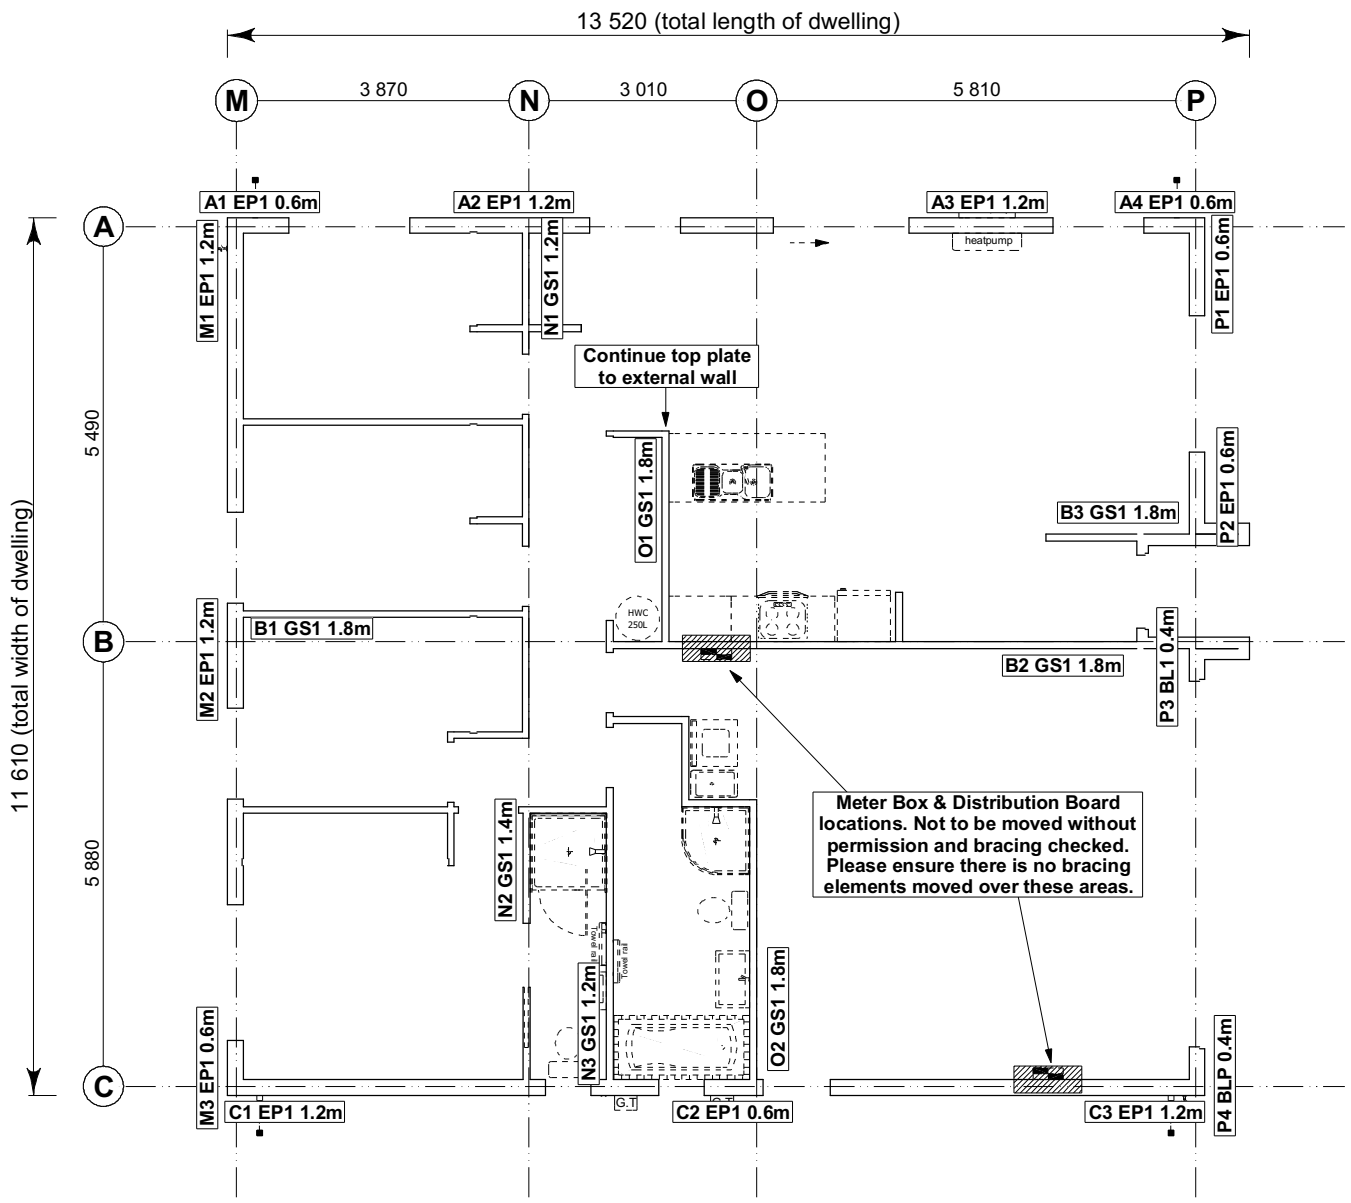 13 520 (total length of dwelling)
M
3 870
N
3 010
O
5 810
P
A1 EP1 0.6m
A2 EP1 1.2m
A3 EP1 1.2m
A4 EP1 0.6m
A
M1 EP1 1.2m
N1 GS1 1.2m
heatpump
P1 EP1 0.6m
Continue top plate
to external wall
5 490
O1 GS1 1.8m
P2 EP1 0.6m
B3 GS1 1.8m
11 610 (total width of dwelling)
HWC
250L
B
B1 GS1 1.8m
M2 EP1 1.2m
B2 GS1 1.8m
P3 BL1 0.4m
Meter Box & Distribution Board
locations. Not to be moved without
permission and bracing checked.
Please ensure there is no bracing
elements moved over these areas.
5 880
N2 GS1 1.4m
Towel rail
Towel rail
N3 GS1 1.2m
O2 GS1 1.8m
M3 EP1 0.6m
P4 BLP 0.4m
C
C1 EP1 1.2m
G.T
G.T
C2 EP1 0.6m
C3 EP1 1.2m